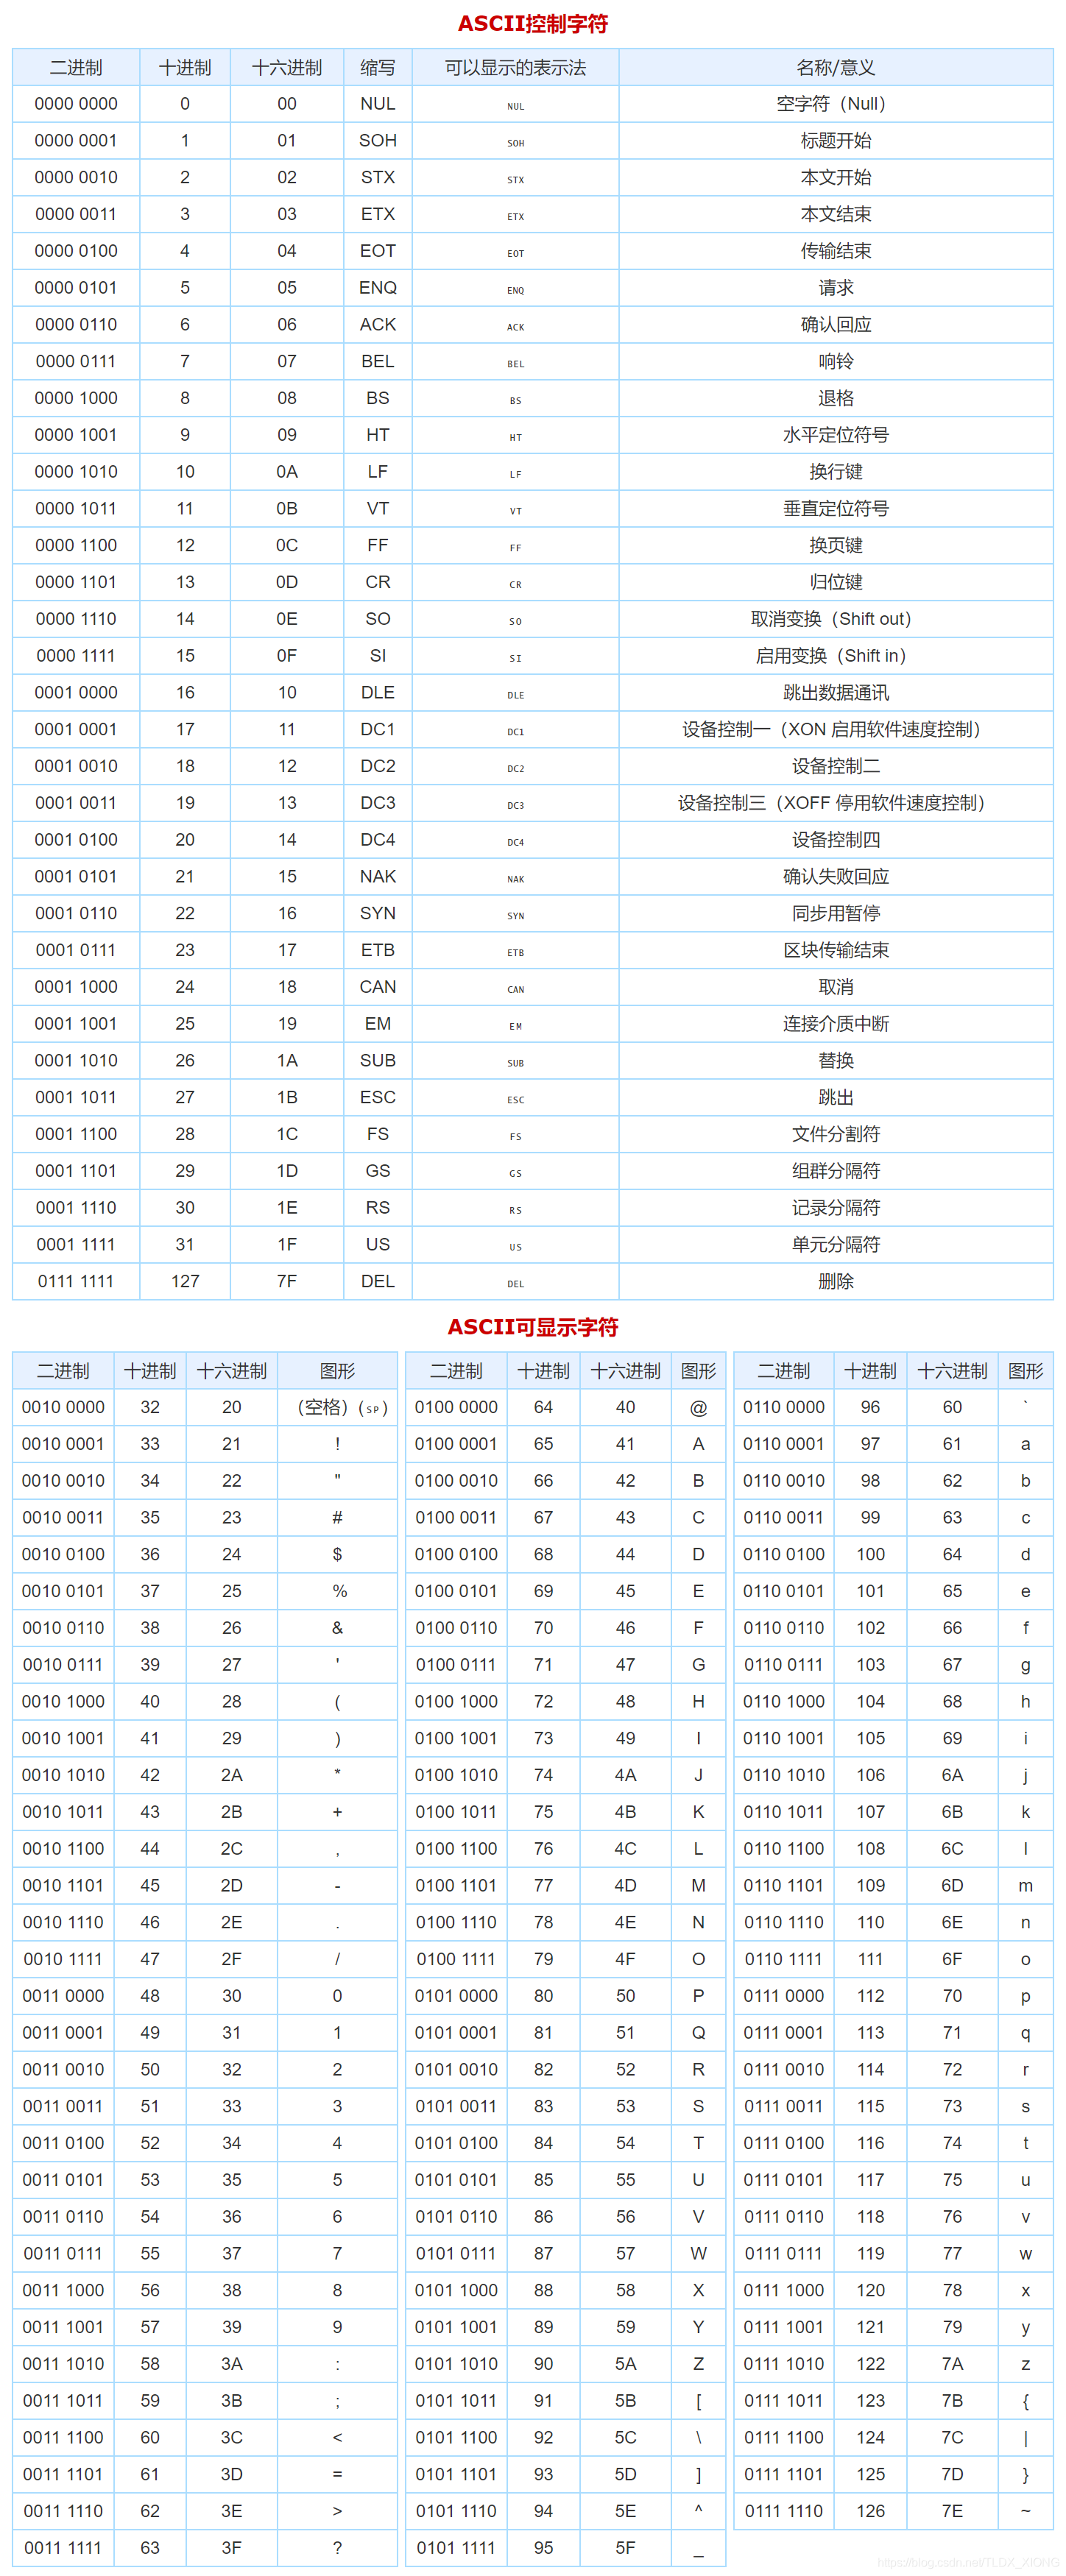 ASCII控制字符
二进制 十进制 十六进制 缩写 可以显示的表示法 名称/意义
0000 0000 0 00 NUL NUL 空字符（Null）
0000 0001 1 01 SOH SOH 标题开始
0000 0010 2 02 STX STX 本文开始
0000 0011 3 03 ETX ETX 本文结束
0000 0100 4 04 EOT EOT 传输结束
0000 0101 5 05 ENQ ENQ 请求
0000 0110 6 06 ACK ACK 确认回应
0000 0111 7 07 BEL BEL 响铃
0000 1000 8 08 BS BS 退格
0000 1001 9 09 HT HT 水平定位符号
0000 1010 10 0A LF LF 换行键
0000 1011 11 0B VT VT 垂直定位符号
0000 1100 12 0C FF FF 换页键
0000 1101 13 0D CR CR 归位键
0000 1110 14 0E SO SO 取消变换（Shift out）
0000 1111 15 0F SI SI 启用变换（Shift in）
0001 0000 16 10 DLE DLE 跳出数据通讯
0001 0001 17 11 DC1 DC1 设备控制一（XON 启用软件速度控制）
0001 0010 18 12 DC2 DC2 设备控制二
0001 0011 19 13 DC3 DC3 设备控制三（XOFF 停用软件速度控制）
0001 0100 20 14 DC4 DC4 设备控制四
0001 0101 21 15 NAK NAK 确认失败回应
0001 0110 22 16 SYN SYN 同步用暂停
0001 0111 23 17 ETB ETB 区块传输结束
0001 1000 24 18 CAN CAN 取消
0001 1001 25 19 EM EM 连接介质中断
0001 1010 26 1A SUB SUB 替换
0001 1011 27 1B ESC ESC 跳出
0001 1100 28 1C FS FS 文件分割符
0001 1101 29 1D GS GS 组群分隔符
0001 1110 30 1E RS RS 记录分隔符
0001 1111 31 1F US US 单元分隔符
0111 1111 127 7F DEL DEL 删除
ASCII可显示字符
二进制 十进制 十六进制 图形 二进制 十进制 十六进制 图形 二进制 十进制 十六进制 图形
0010 0000 32 20 （空格）(SP) 0100 0000 64 40 @ 0110 0000 96 60 `
0010 0001 33 21 ! 0100 0001 65 41 A 0110 0001 97 61 a
0010 0010 34 22 " 0100 0010 66 42 B 0110 0010 98 62 b
0010 0011 35 23 # 0100 0011 67 43 C 0110 0011 99 63 c
0010 0100 36 24 $ 0100 0100 68 44 D 0110 0100 100 64 d
0010 0101 37 25 % 0100 0101 69 45 E 0110 0101 101 65 e
0010 0110 38 26 & 0100 0110 70 46 F 0110 0110 102 66 f
0010 0111 39 27 ' 0100 0111 71 47 G 0110 0111 103 67 g
0010 1000 40 28 ( 0100 1000 72 48 H 0110 1000 104 68 h
0010 1001 41 29 ) 0100 1001 73 49 I 0110 1001 105 69 i
0010 1010 42 2A * 0100 1010 74 4A J 0110 1010 106 6A j
0010 1011 43 2B + 0100 1011 75 4B K 0110 1011 107 6B k
0010 1100 44 2C , 0100 1100 76 4C L 0110 1100 108 6C l
0010 1101 45 2D - 0100 1101 77 4D M 0110 1101 109 6D m
0010 1110 46 2E . 0100 1110 78 4E N 0110 1110 110 6E n
0010 1111 47 2F / 0100 1111 79 4F O 0110 1111 111 6F o
0011 0000 48 30 0 0101 0000 80 50 P 0111 0000 112 70 p
0011 0001 49 31 1 0101 0001 81 51 Q 0111 0001 113 71 q
0011 0010 50 32 2 0101 0010 82 52 R 0111 0010 114 72 r
0011 0011 51 33 3 0101 0011 83 53 S 0111 0011 115 73 s
0011 0100 52 34 4 0101 0100 84 54 T 0111 0100 116 74 t
0011 0101 53 35 5 0101 0101 85 55 U 0111 0101 117 75 u
0011 0110 54 36 6 0101 0110 86 56 V 0111 0110 118 76 v
0011 0111 55 37 7 0101 0111 87 57 W 0111 0111 119 77 w
0011 1000 56 38 8 0101 1000 88 58 X 0111 1000 120 78 x
0011 1001 57 39 9 0101 1001 89 59 Y 0111 1001 121 79 y
0011 1010 58 3A : 0101 1010 90 5A Z 0111 1010 122 7A z
0011 1011 59 3B ; 0101 1011 91 5B [ 0111 1011 123 7B {
0011 1100 60 3C < 0101 1100 92 5C \ 0111 1100 124 7C |
0011 1101 61 3D = 0101 1101 93 5D ] 0111 1101 125 7D }
0011 1110 62 3E > 0101 1110 94 5E ^ 0111 1110 126 7E ~
0011 1111 63 3F ? 0101 1111 95 5F _
https://blog.csdn.net/TLDX_XIONG